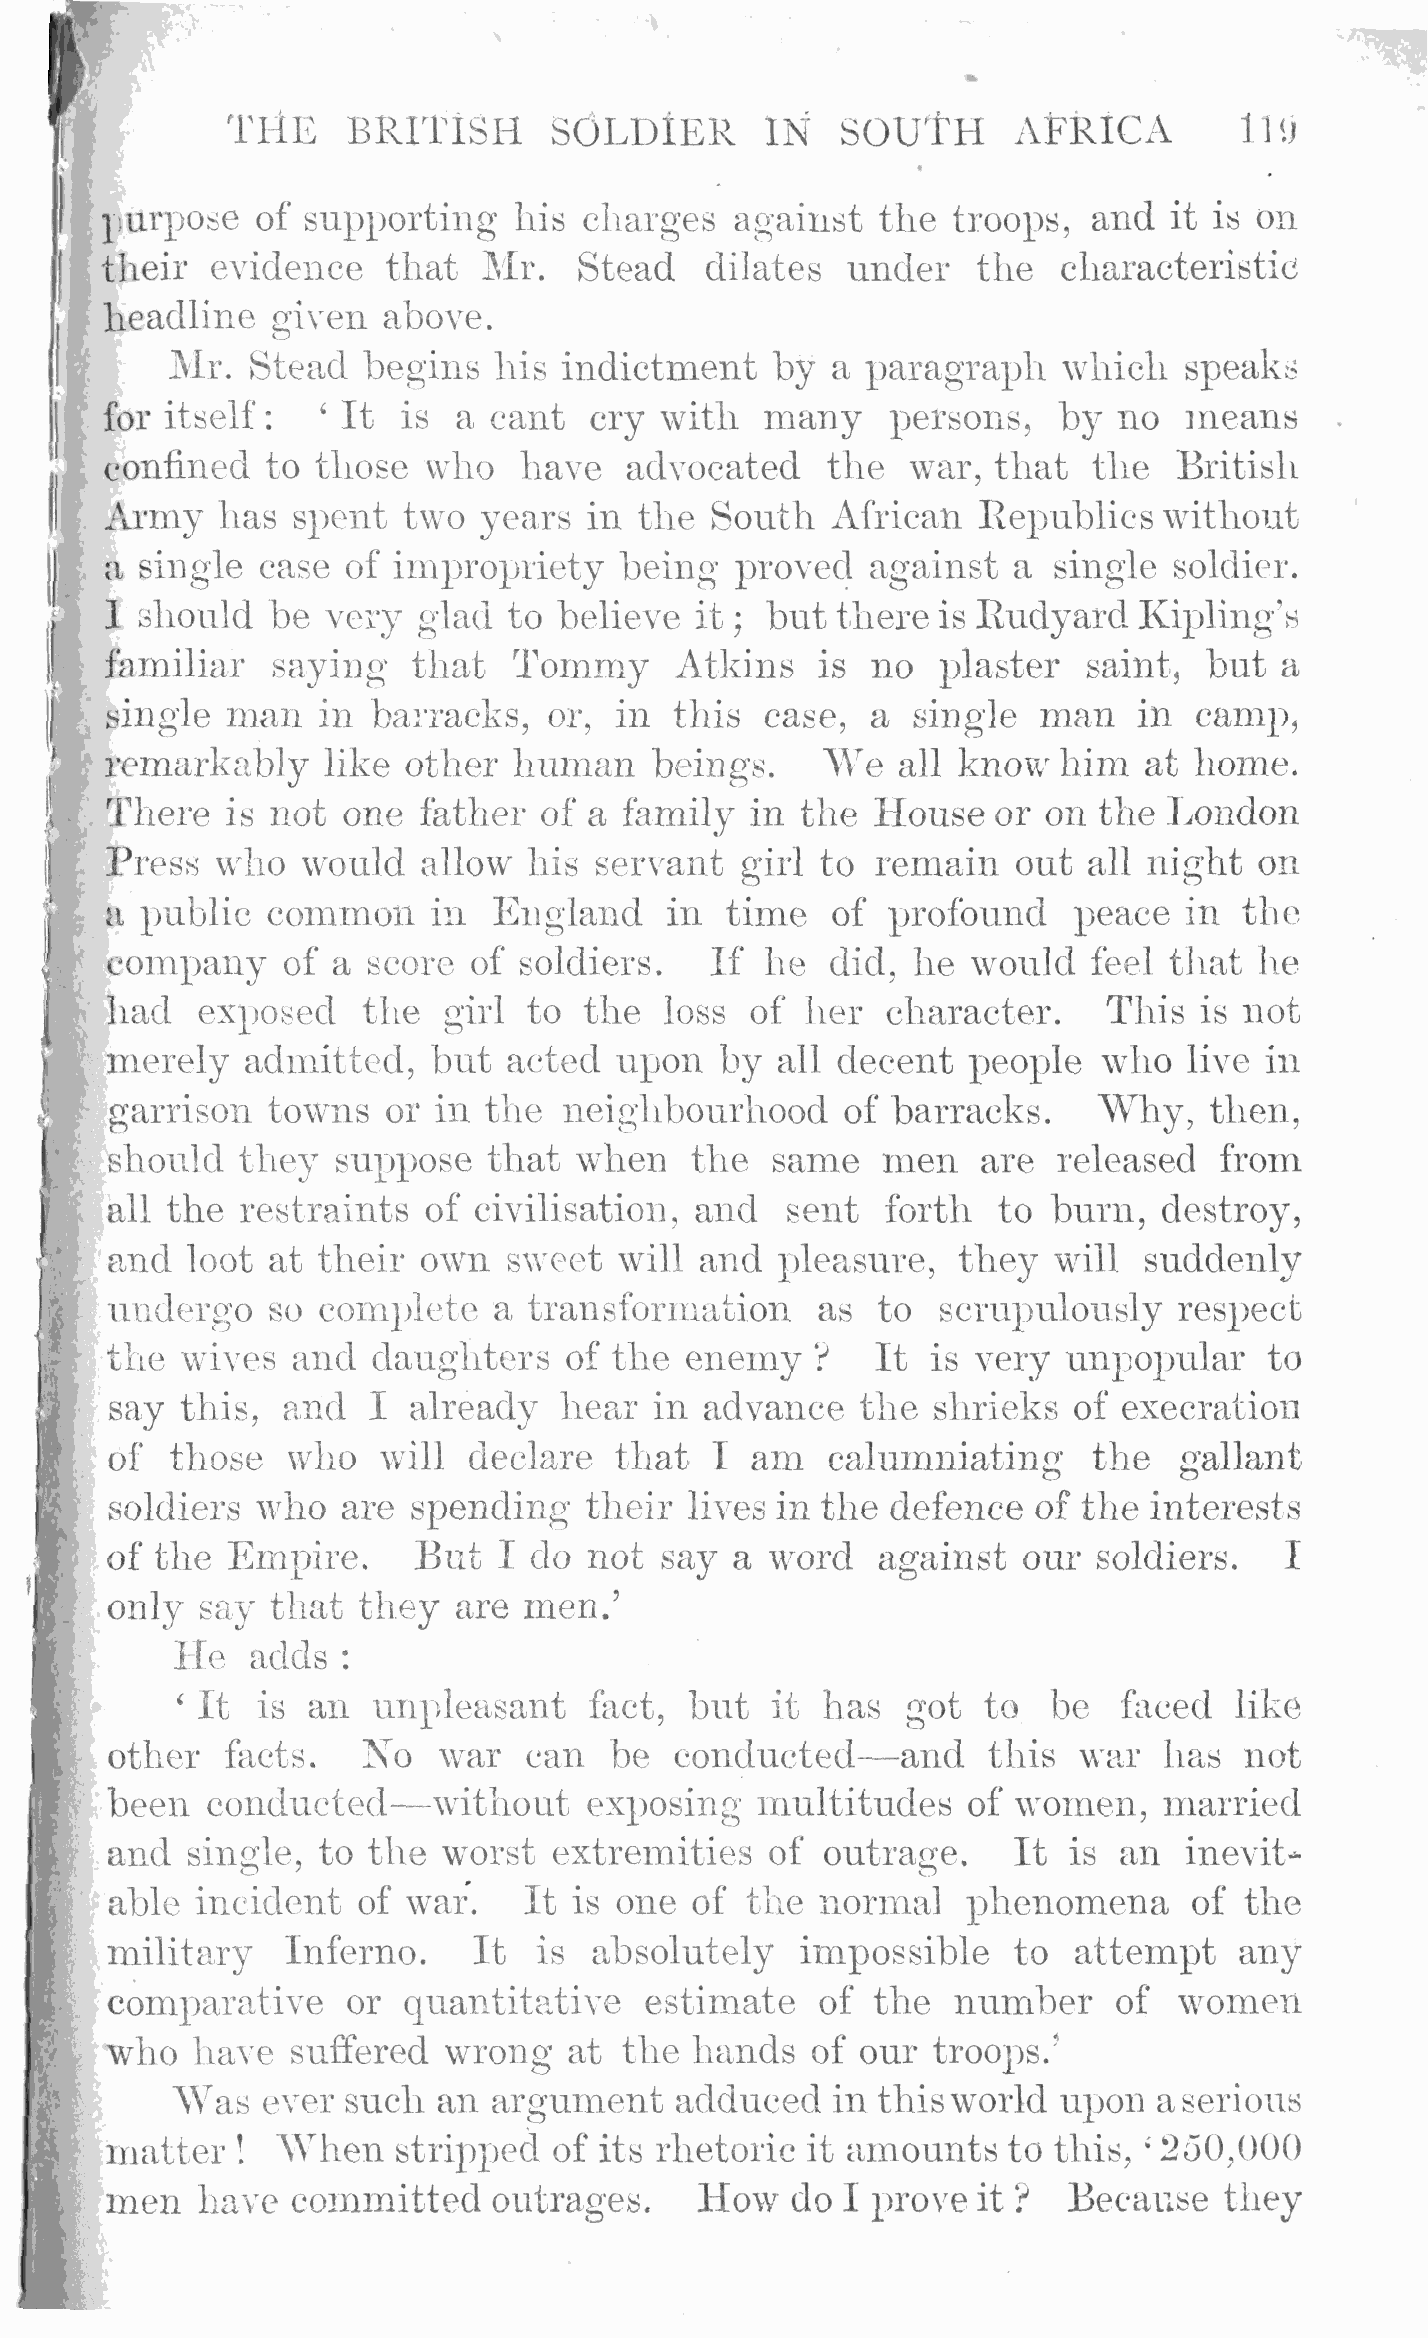 THE BRITISH SOLDIER IN SOUTH AFRICA 119
purpose of supporting his charges against the troops, and it is on
their evidence that Mr. Stead dilates under the characteristic
headline given above.
Mr. Stead begins his indictment by a paragraph which speaks
for itself: ‘ It is a cant cry with many persons, by no means
confined to those who have advocated the war, that the British
Army has spent two years in the South African Republics without
a single case of impropriety being proved against a single soldier.
I should be very glad to believe it ; but there is Rudyard Kipling’s
familiar saying that Tommy Atkins is no plaster saint, but a
single man in barracks, or, in this case, a single man in camp,
remarkably like other human beings. We all know him at home.
There is not one father of a family in the House or on the London
Press who would allow his servant girl to remain out all night on
a public common in England in time of profound peace in the
company of a score of soldiers. If he did, he would feel that he
had exposed the girl to the loss of her character. This is not
merely admitted, but acted upon by all decent people who live in
garrison towns or in the neighbourhood of barracks. Why, then,
should they suppose that when the same men are released from
all the restraints of civilisation, and sent forth to burn, destroy,
and loot at their own sweet will and pleasure, they will suddenly
undergo so complete a transformation as to scrupulously respect
the wives and daughters of the enemy ? It is very unpopular to
say this, and I already hear in advance the shrieks of execration
of those who will declare that I am calumniating the gallant
soldiers who are spending their lives in the defence of the interests
of the Empire. But I do not say a word against our soldiers. I
only say that they are men.’
He adds :
‘ It is an unpleasant fact, but it has got to be faced like
other facts. No war can be conducted—and this war has not
been conducted—without exposing multitudes of women, married
and single, to the worst extremities of outrage. It is an inevit-
able incident of war. It is one of the normal phenomena of the
military Inferno. It is absolutely impossible to attempt any
comparative or quantitative estimate of the number of women
who have suffered wrong at the hands of our troops.’
Was ever such an argument adduced in this world upon a serious
matter ! When stripped of its rhetoric it amounts to this, ‘ 250,000
men have committed outrages. How do I prove it ? Because they